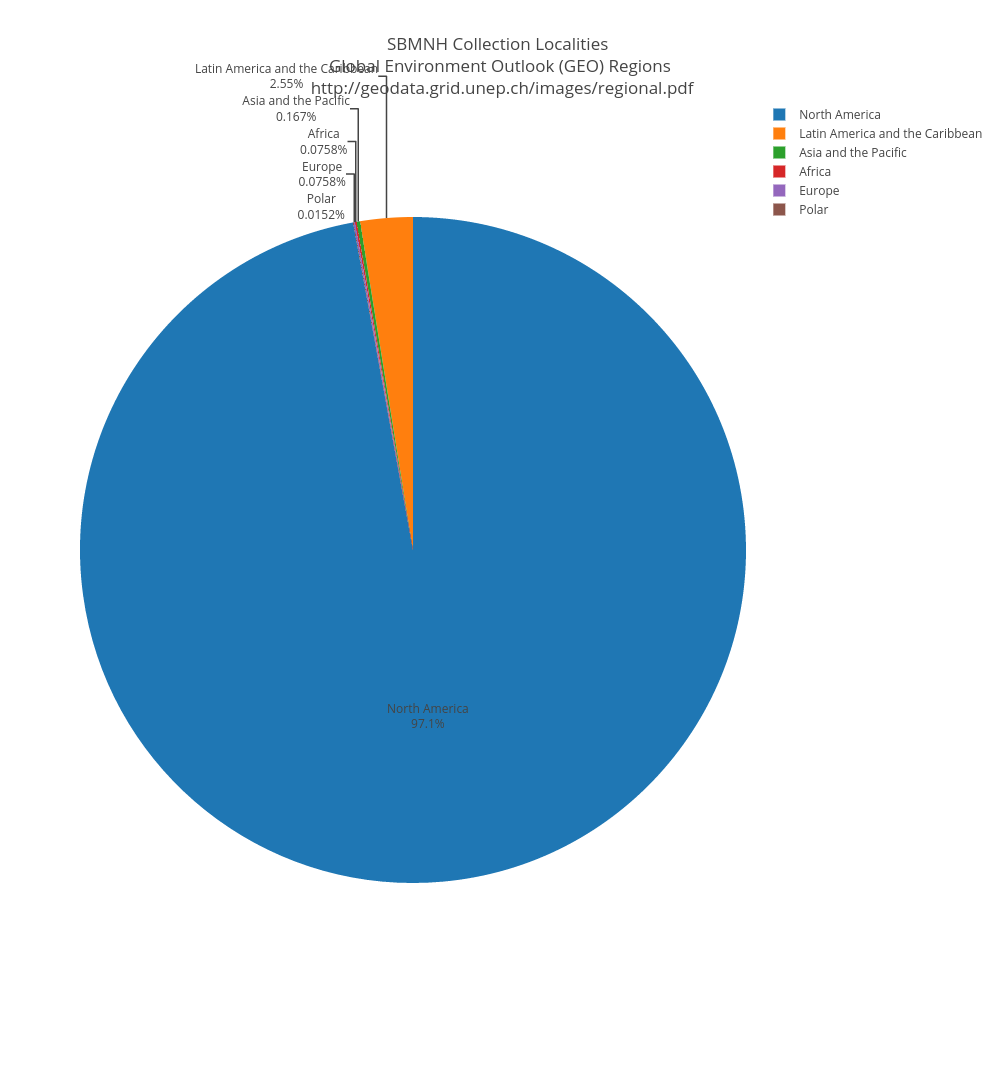 SBMNH Collection Localities
Global Environment Outlook (GEO) Regions
http://geodata.grid.unep.ch/images/regional.pdf
Latin America and the Caribbean
2.55%
Asia and the Pacific
0.167%
Africa
0.0758%
Europe
0.0758%
Polar
0.0152%
North America
97.1%
North America
Latin America and the Caribbean
Asia and the Pacific
Africa
Europe
Polar